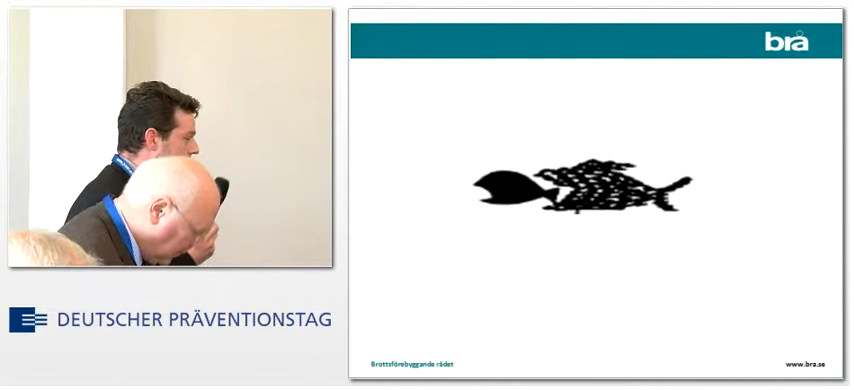 brå
DEUTSCHER PRÄVENTIONSTAG
Brottsförebyggande rådet
www.bra.se